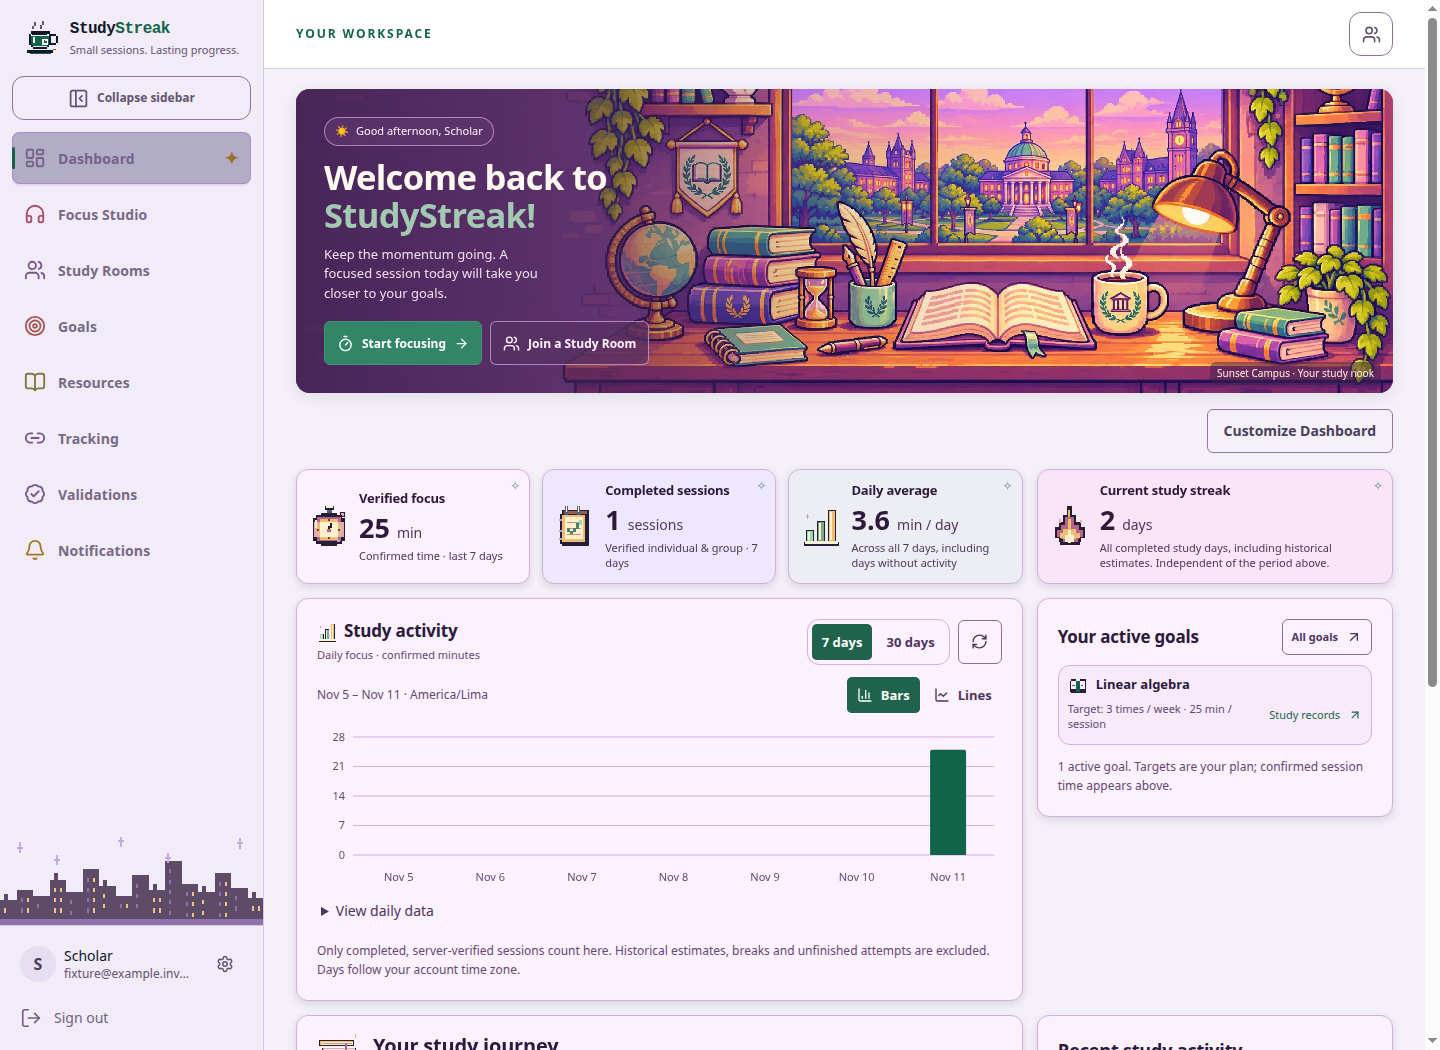 StudyStreak
Small sessions. Lasting progress.
Collapse sidebar
Dashboard
Focus Studio
Study Rooms
Goals
Resources
Tracking
Validations
Notifications
S
Scholar
fixture@example.inv...
Sign out
YOUR WORKSPACE
Good afternoon, Scholar
Welcome back to
StudyStreak!
Keep the momentum going. A
focused session today will take you
closer to your goals.
Start focusing
Join a Study Room
Sunset Campus · Your study nook
Customize Dashboard
Verified focus
25 min
Confirmed time · last 7 days
Completed sessions
1 sessions
Verified individual & group · 7
days
Daily average
3.6 min / day
Across all 7 days, including
days without activity
Current study streak
2 days
All completed study days, including historical
estimates. Independent of the period above.
Study activity
Daily focus · confirmed minutes
7 days
30 days
Nov 5 – Nov 11 · America/Lima
Bars
Lines
28
21
14
7
0
Nov 5
Nov 6
Nov 7
Nov 8
Nov 9
Nov 10
Nov 11
View daily data
Only completed, server-verified sessions count here. Historical estimates, breaks and unfinished attempts are excluded.
Days follow your account time zone.
Your active goals
All goals
Linear algebra
Target: 3 times / week · 25 min /
session
Study records
1 active goal. Targets are your plan; confirmed session
time appears above.
Your study journey
Recent study activity